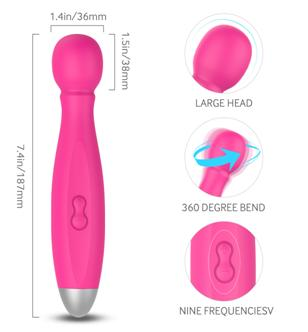 1.4in/36mm
1.5in/38mm
7.4in/187mm
LARGE HEAD
360 DEGREE BEND
NINE FREQUENCIESV